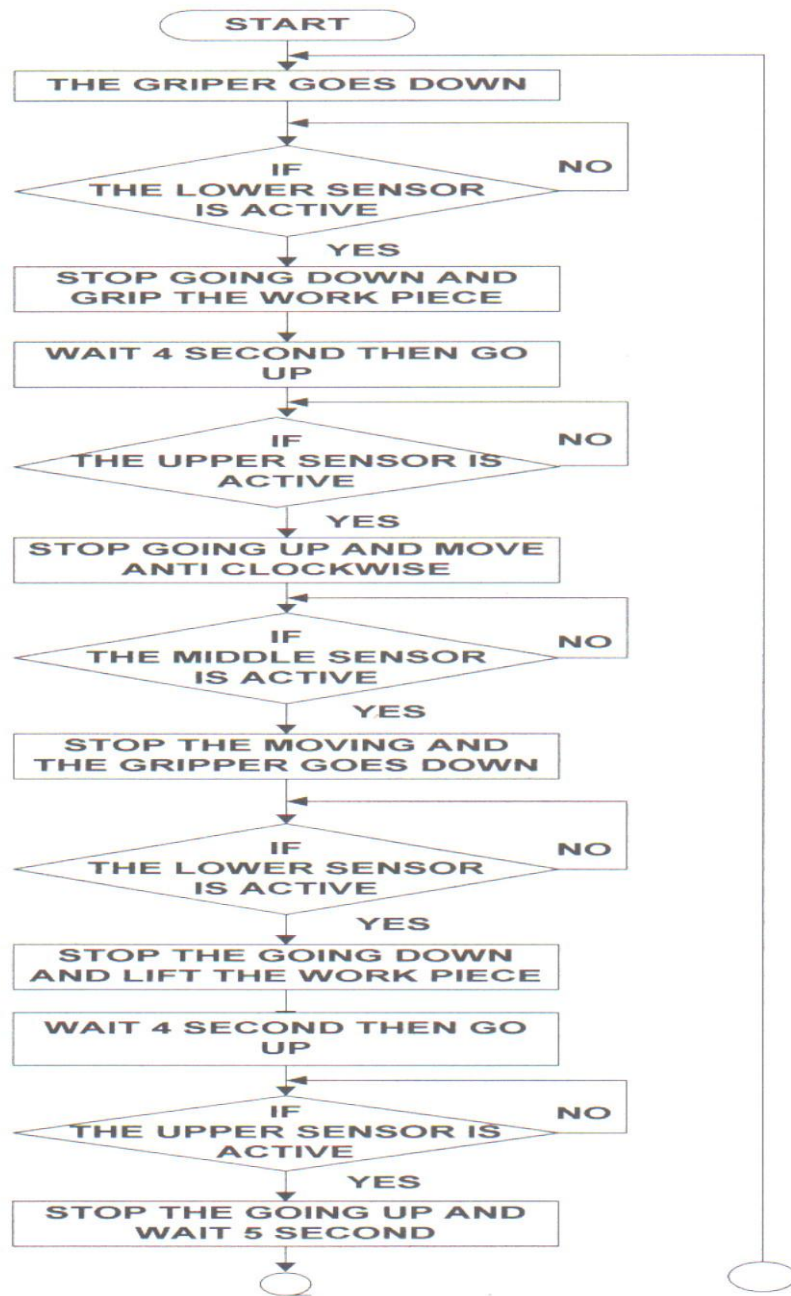 START
THE GRIPER GOES DOWN
IF
THE LOWER SENSOR
IS ACTIVE
NO
YES
STOP GOING DOWN AND
GRIP THE WORK PIECE
WAIT 4 SECOND THEN GO
UP
IF
THE UPPER SENSOR IS
ACTIVE
NO
YES
STOP GOING UP AND MOVE
ANTI CLOCKWISE
IF
THE MIDDLE SENSOR
IS ACTIVE
NO
YES
STOP THE MOVING AND
THE GRIPPER GOES DOWN
IF
THE LOWER SENSOR
IS ACTIVE
NO
YES
STOP THE GOING DOWN
AND LIFT THE WORK PIECE
WAIT 4 SECOND THEN GO
UP
IF
THE UPPER SENSOR IS
ACTIVE
NO
YES
STOP THE GOING UP AND
WAIT 5 SECOND